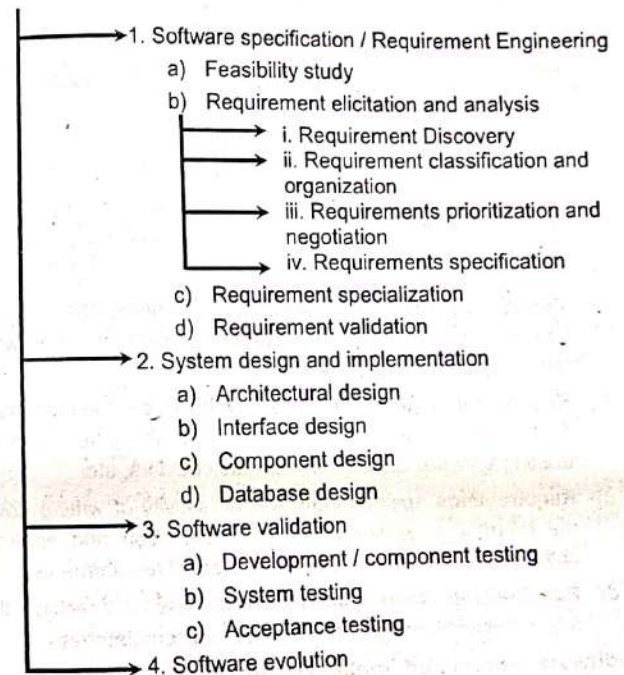 1. Software specification / Requirement Engineering
a) Feasibility study
b) Requirement elicitation and analysis
i. Requirement Discovery
ii. Requirement classification and
organization
iii. Requirements prioritization and
negotiation
iv. Requirements specification
c) Requirement specialization
d) Requirement validation
2. System design and implementation
a) Architectural design
b) Interface design
c) Component design
d) Database design
3. Software validation
a) Development / component testing
b) System testing
c) Acceptance testing
4. Software evolution